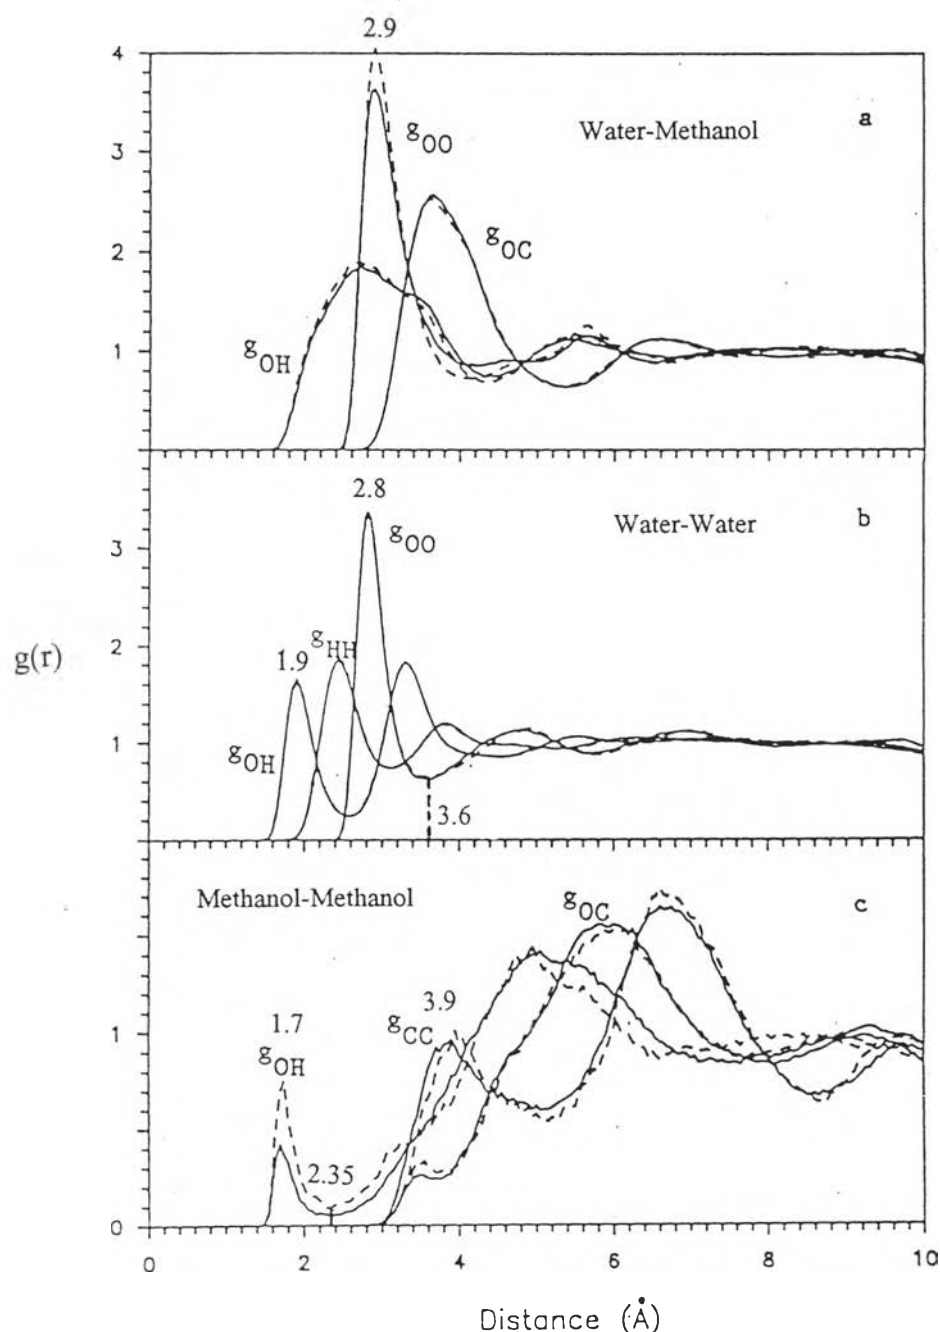 2.9
4
a
Water-Methanol
gOO
3
gOC
2
gOH
1
2.8
b
Water-Water
gOO
3
gHH
2
1.9
g(r)
gOH
1
3.6
Methanol-Methanol
gOC
c
3.9
1.7
gCC
1
gOH
2.35
0
0 2 4 6 8 10
Distance (Å)